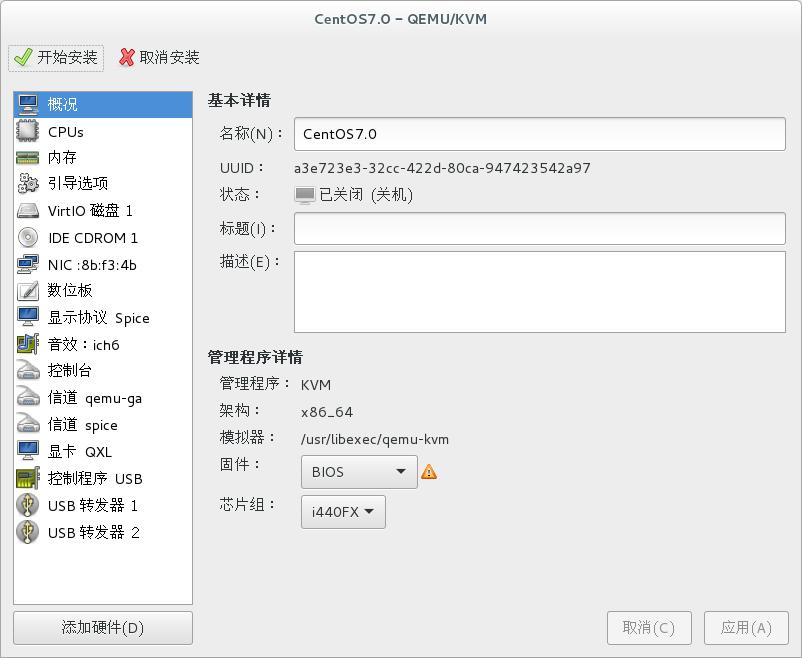 CentOS7.0 - QEMU/KVM
开始安装 取消安装
概况
CPUs
内存
引导选项
VirtIO 磁盘 1
IDE CDROM 1
NIC :8b:f3:4b
数位板
显示协议 Spice
音效：ich6
控制台
信道 qemu-ga
信道 spice
显卡 QXL
控制程序 USB
USB 转发器 1
USB 转发器 2
添加硬件(D)
基本详情
名称(N)： CentOS7.0
UUID： a3e723e3-32cc-422d-80ca-947423542a97
状态： 已关闭 (关机)
标题(I)：
描述(E)：
管理程序详情
管理程序： KVM
架构： x86_64
模拟器： /usr/libexec/qemu-kvm
固件： BIOS
芯片组： i440FX
取消(C) 应用(A)